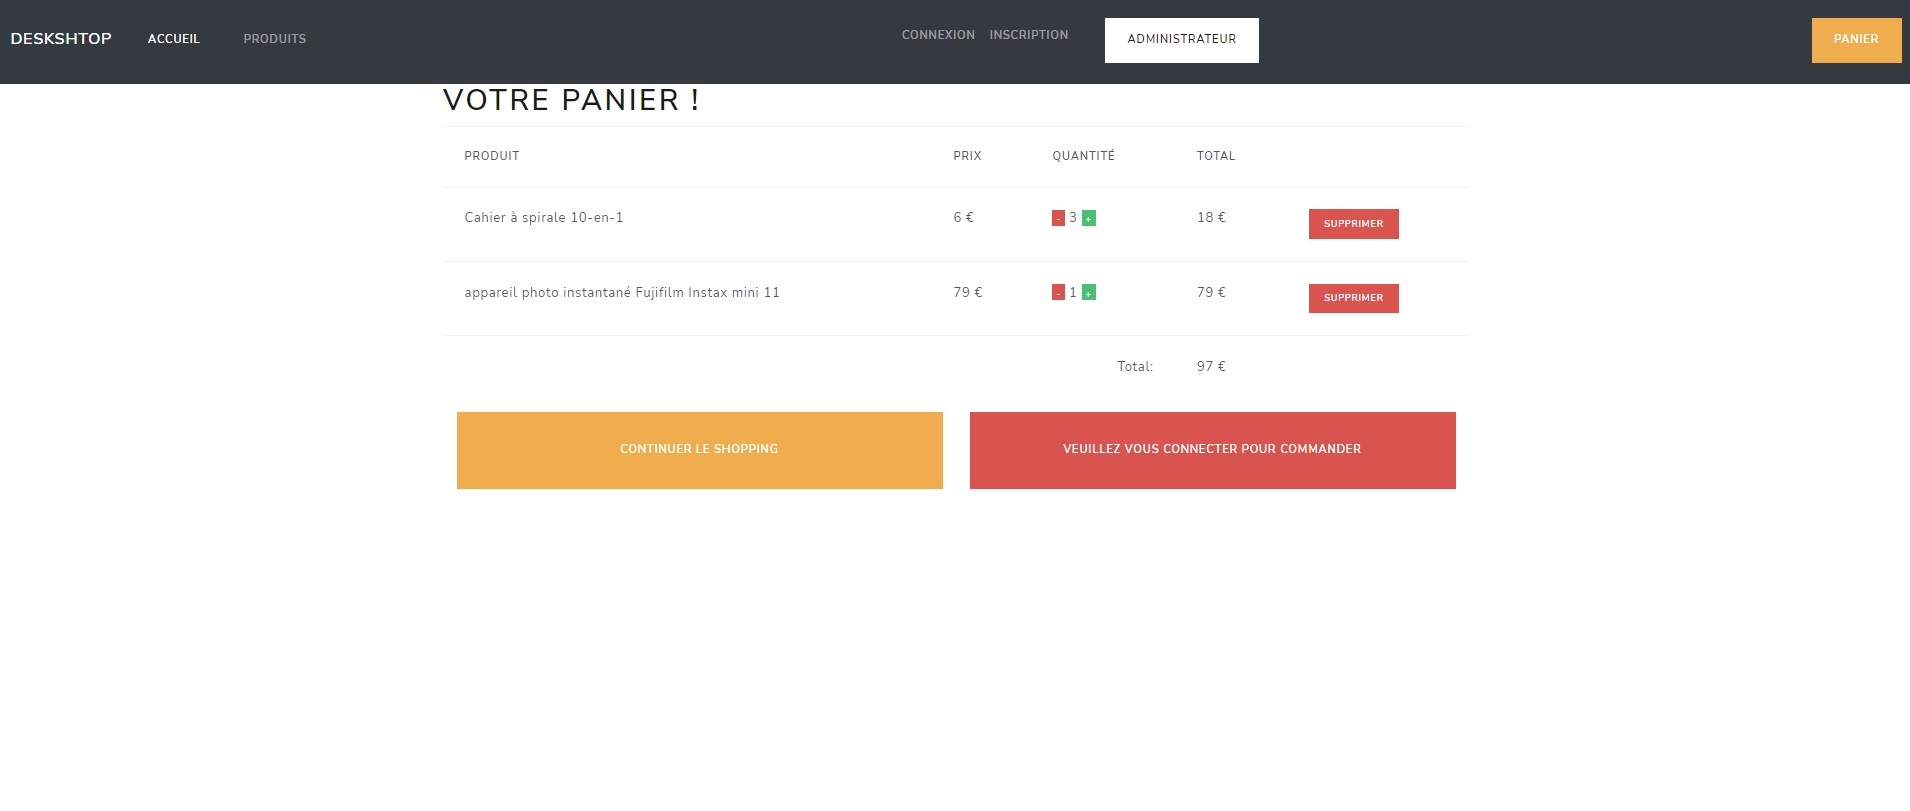 DESKSHTOP ACCUEIL PRODUITS CONNEXION INSCRIPTION ADMINISTRATEUR PANIER
VOTRE PANIER !
PRODUIT PRIX QUANTITÉ TOTAL
Cahier à spirale 10-en-1 6 € - 3 + 18 € SUPPRIMER
appareil photo instantané Fujifilm Instax mini 11 79 € - 1 + 79 € SUPPRIMER
Total: 97 €
CONTINUER LE SHOPPING VEUILLEZ VOUS CONNECTER POUR COMMANDER